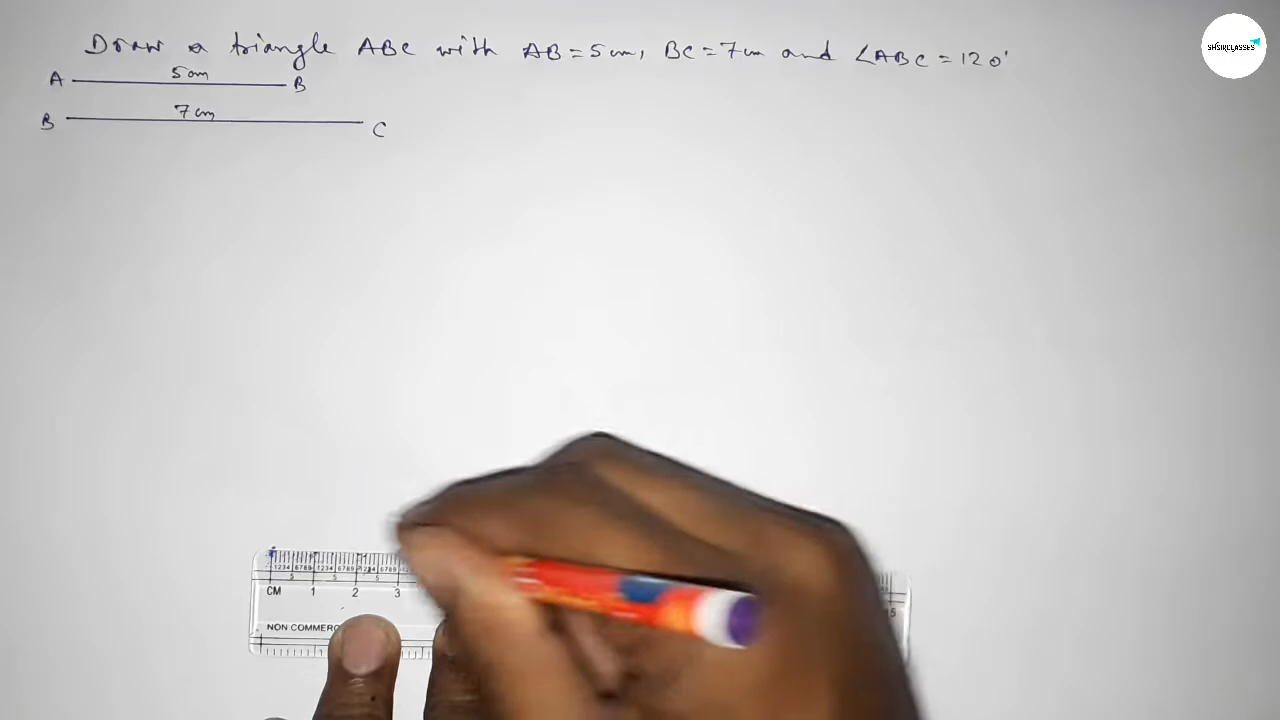 Draw a triangle ABC with AB = 5cm, BC = 7cm and ∠ABC = 120°
SHSIRCLASSES
A 5cm B
B 7cm C
CM 1 2 3 5
NON COMMERC